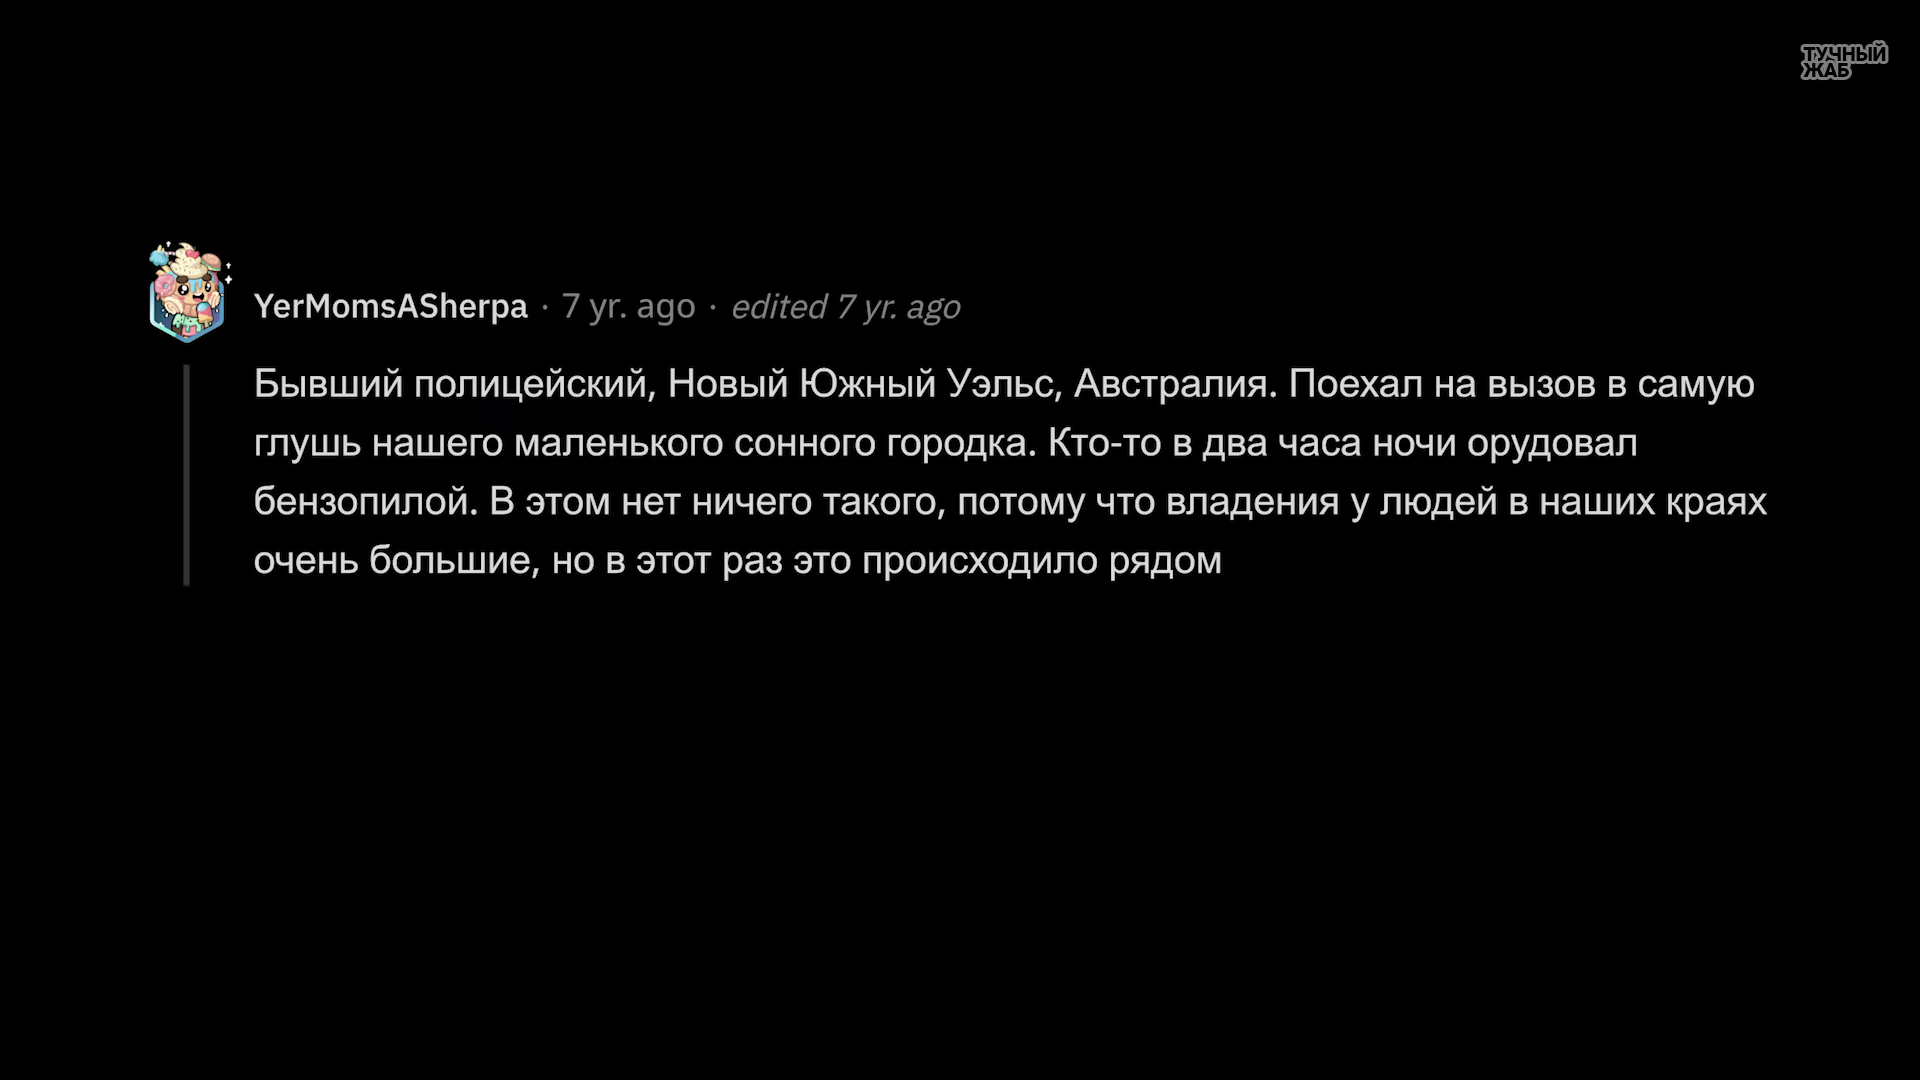 ТУЧНЫЙ
ЖАБ
YerMomsASherpa · 7 yr. ago · edited 7 yr. ago
Бывший полицейский, Новый Южный Уэльс, Австралия. Поехал на вызов в самую
глушь нашего маленького сонного городка. Кто-то в два часа ночи орудовал
бензопилой. В этом нет ничего такого, потому что владения у людей в наших краях
очень большие, но в этот раз это происходило рядом